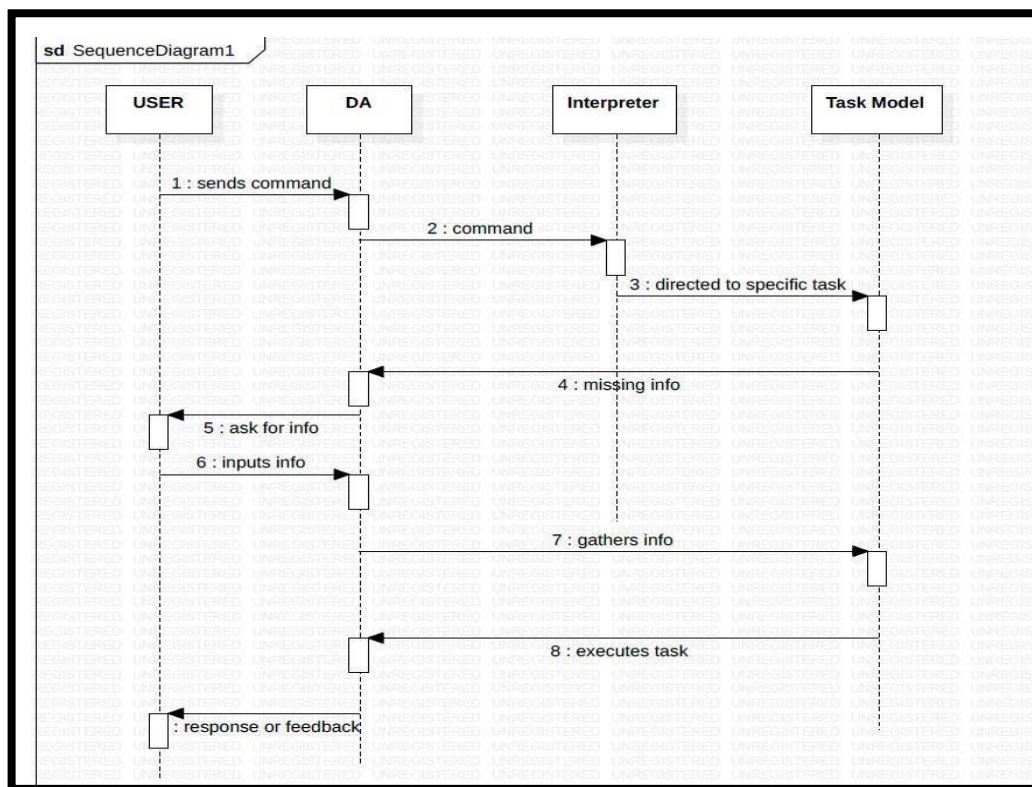 sd SequenceDiagram1
USER
DA
Interpreter
Task Model
1 : sends command
2 : command
3 : directed to specific task
4 : missing info
5 : ask for info
6 : inputs info
7 : gathers info
8 : executes task
: response or feedback
UNREGISTERED